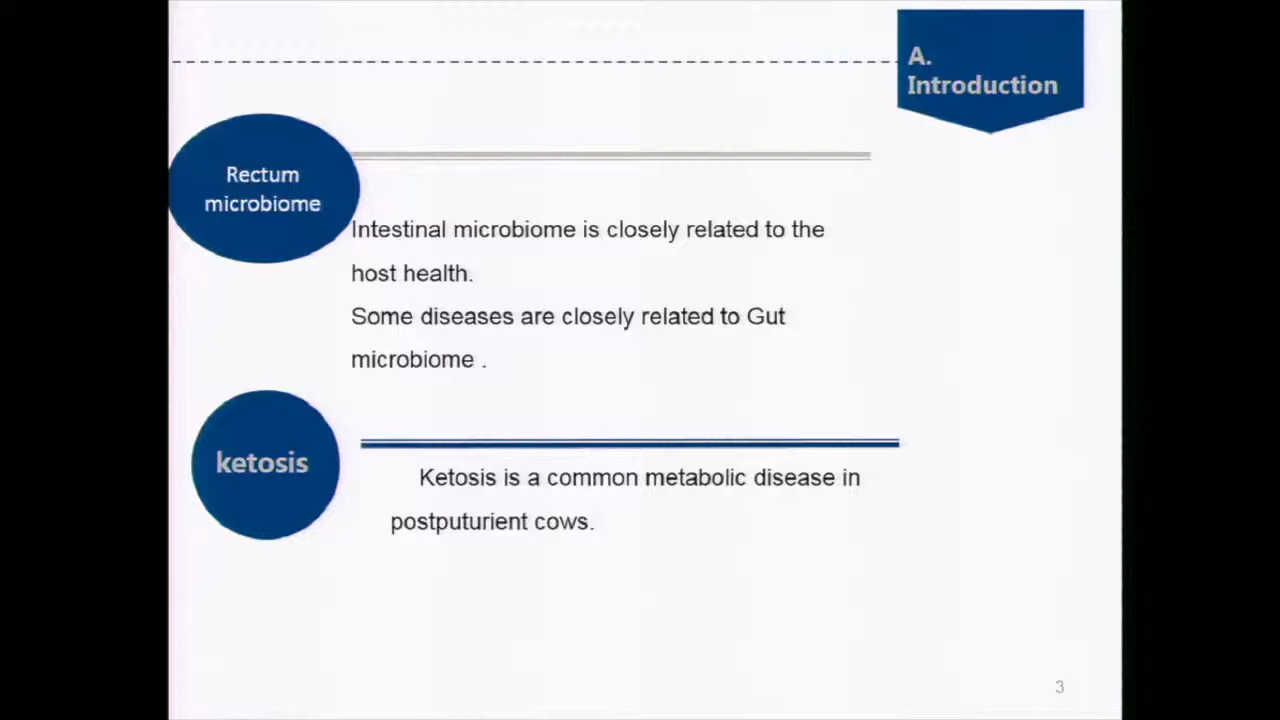 A.
Introduction
Rectum
microbiome
Intestinal microbiome is closely related to the
host health.
Some diseases are closely related to Gut
microbiome .
ketosis
Ketosis is a common metabolic disease in
postputurient cows.
3